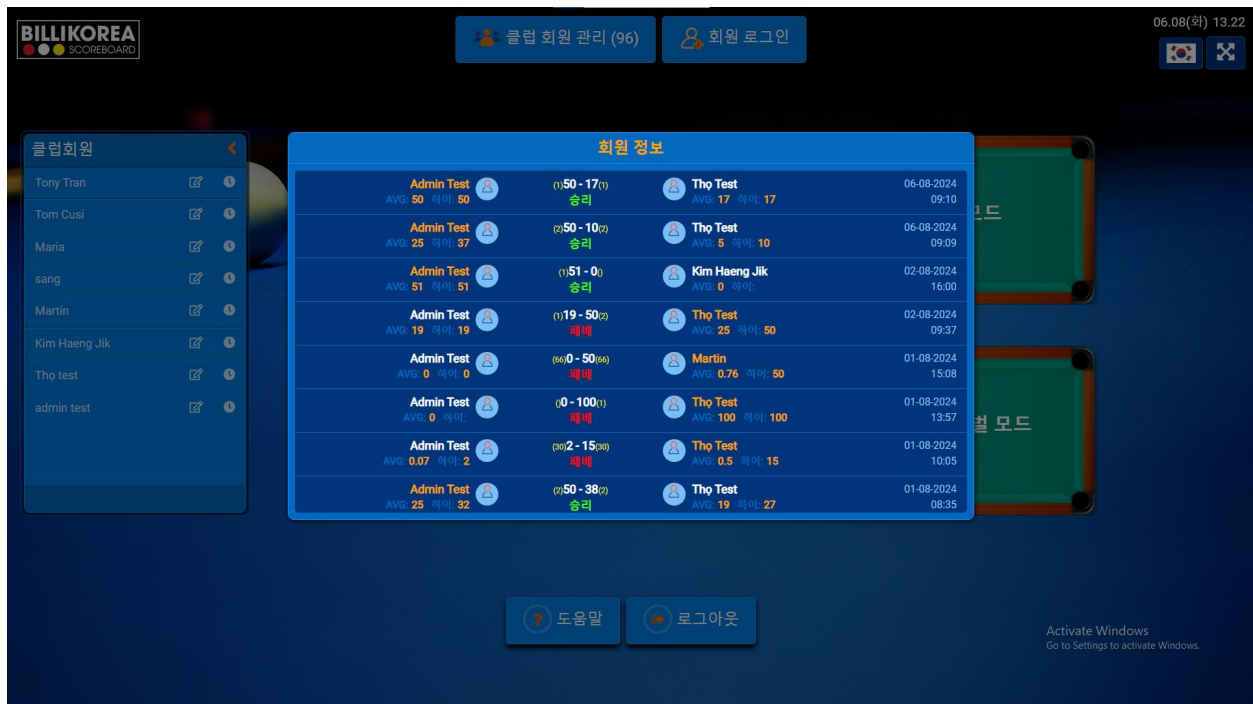 BILLIKOREA
SCOREBOARD
클럽 회원 관리 (96)
회원 로그인
06.08(화) 13.22
클럽회원
Tony Tran
Tom Cusi
Maria
sang
Martin
Kim Haeng Jik
Thọ test
admin test
회원 정보
Admin Test (1)50 - 17(1) Thọ Test 06-08-2024
AVG: 50 하이: 50 승리 AVG: 17 하이: 17 09:10
Admin Test (2)50 - 10(2) Thọ Test 06-08-2024
AVG: 25 하이: 37 승리 AVG: 5 하이: 10 09:09
Admin Test (1)51 - 0() Kim Haeng Jik 02-08-2024
AVG: 51 하이: 51 승리 AVG: 0 하이: 16:00
Admin Test (1)19 - 50(2) Thọ Test 02-08-2024
AVG: 19 하이: 19 패배 AVG: 25 하이: 50 09:37
Admin Test (66)0 - 50(66) Martin 01-08-2024
AVG: 0 하이: 0 패배 AVG: 0.76 하이: 50 15:08
Admin Test ()0 - 100(1) Thọ Test 01-08-2024
AVG: 0 하이: 패배 AVG: 100 하이: 100 13:57
Admin Test (30)2 - 15(30) Thọ Test 01-08-2024
AVG: 0.07 하이: 2 패배 AVG: 0.5 하이: 15 10:05
Admin Test (2)50 - 38(2) Thọ Test 01-08-2024
AVG: 25 하이: 32 승리 AVG: 19 하이: 27 08:35
모드
벌 모드
도움말
로그아웃
Activate Windows
Go to Settings to activate Windows.